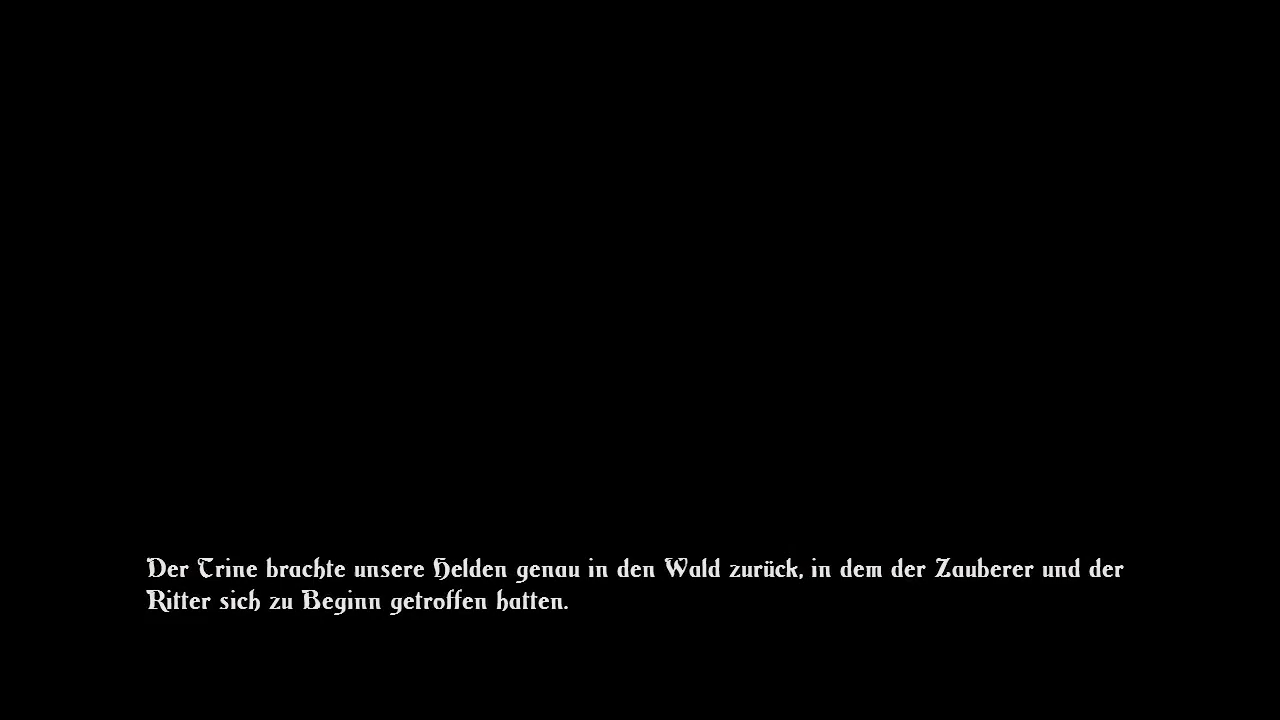 Der Trine brachte unsere Helden genau in den Wald zurück, in dem der Zauberer und der
Ritter sich zu Beginn getroffen hatten.